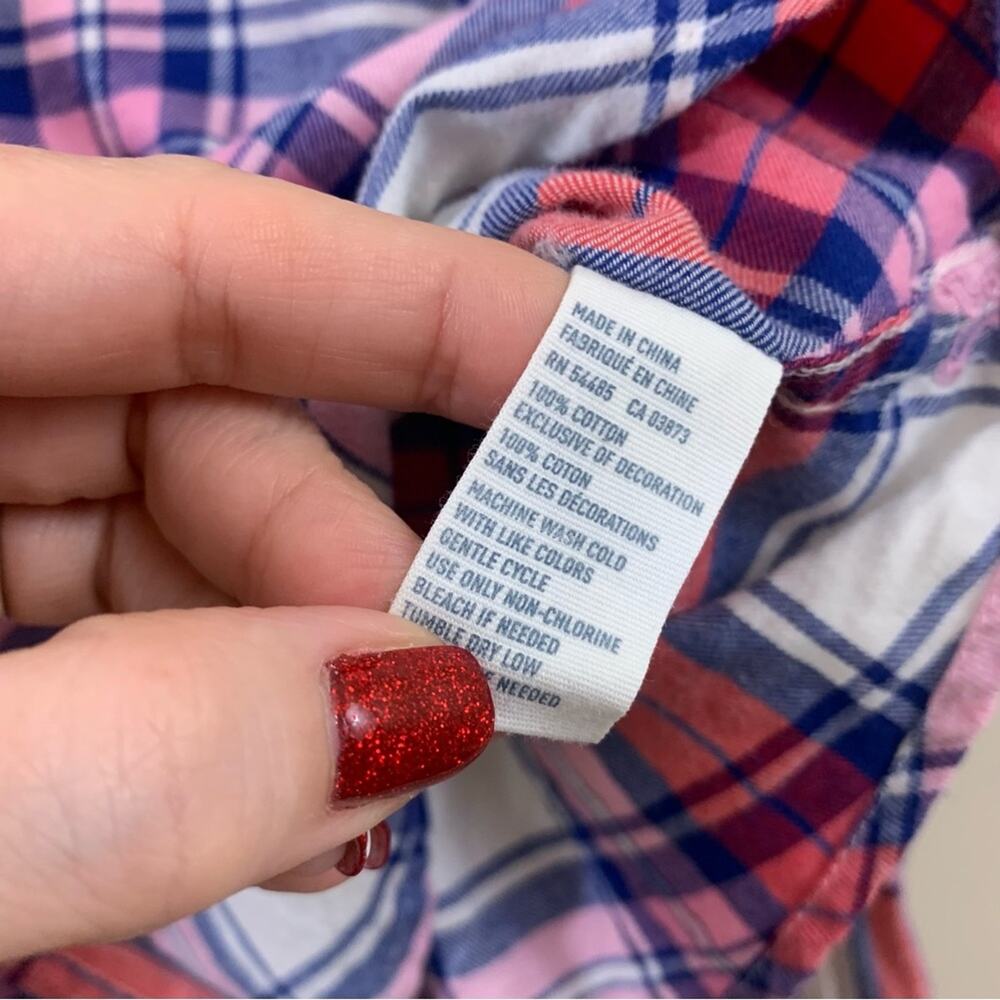 MADE IN CHINA
FABRIQUÉ EN CHINE
RN 54485 CA 03873
100% COTTON
EXCLUSIVE OF DECORATION
100% COTON
SANS LES DÉCORATIONS
MACHINE WASH COLD
WITH LIKE COLORS
GENTLE CYCLE
USE ONLY NON-CHLORINE
BLEACH IF NEEDED
TUMBLE DRY LOW
NEEDED